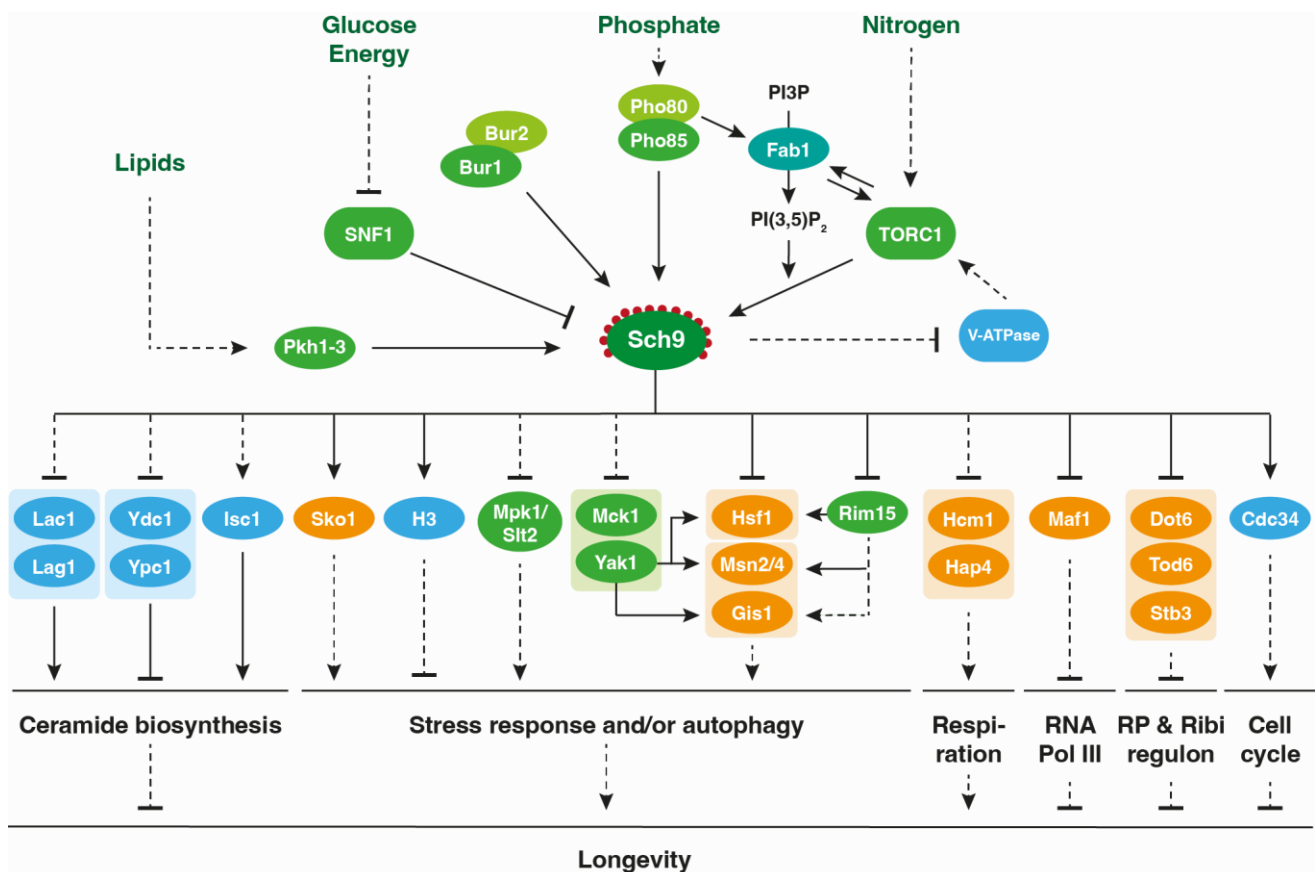 Glucose
Energy
Phosphate
Nitrogen
Lipids
Bur2
Bur1
Pho80
Pho85
PI3P
Fab1
PI(3,5)P2
SNF1
TORC1
Pkh1-3
Sch9
V-ATPase
Lac1
Lag1
Ydc1
Ypc1
Isc1
Sko1
H3
Mpk1/
Slt2
Mck1
Yak1
Hsf1
Msn2/4
Gis1
Rim15
Hcm1
Hap4
Maf1
Dot6
Tod6
Stb3
Cdc34
Ceramide biosynthesis
Stress response and/or autophagy
Respi-
ration
RNA
Pol III
RP & Ribi
regulon
Cell
cycle
Longevity